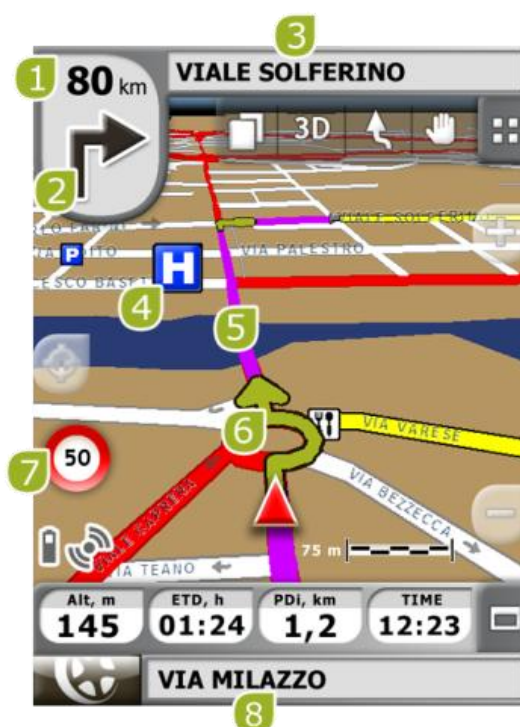 3
1
80 km
VIALE SOLFERINO
3D
2
VIALE SOLFERINO
P
VIA PALESTRO
H
4
5
6
VIA VARESE
7
50
VIA BEZZECCA
75 m
VIA TEANO
Alt, m
145
ETD, h
01:24
PDi, km
1,2
TIME
12:23
VIA MILAZZO
8